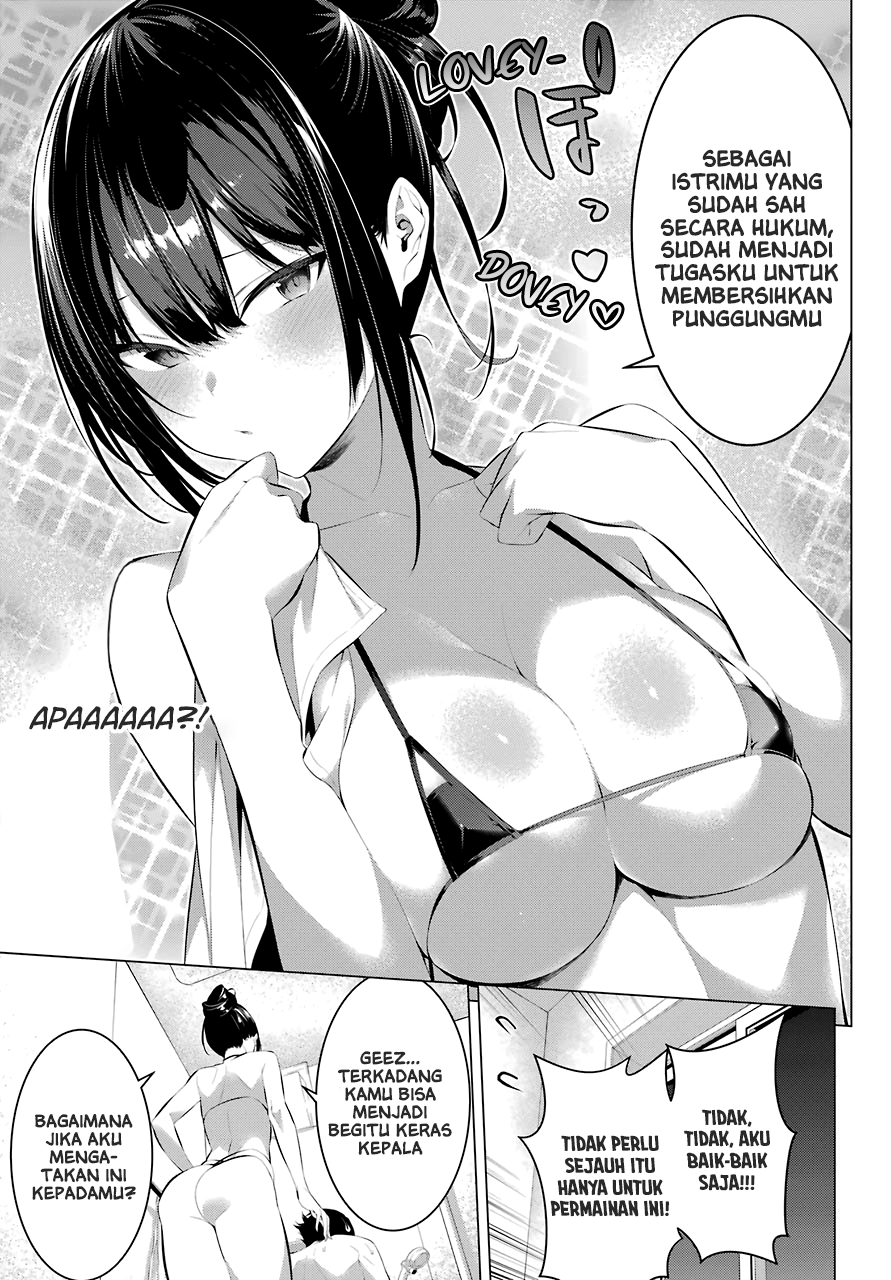 SEBAGAI
ISTRIMU YANG
SUDAH SAH
SECARA HUKUM,
SUDAH MENJADI
TUGASKU UNTUK
MEMBERSIHKAN
PUNGGUNGMU
LOVEY-
DOVEY♡
ぽっ♡
APAAAAAA?!
TIDAK,
TIDAK, AKU
BAIK-BAIK
SAJA!!!
TIDAK PERLU
SEJAUH ITU
HANYA UNTUK
PERMAINAN INI!
GEEZ...
TERKADANG
KAMU BISA
MENJADI
BEGITU KERAS
KEPALA
BAGAIMANA
JIKA AKU
MENGA-
TAKAN INI
KEPADAMU?